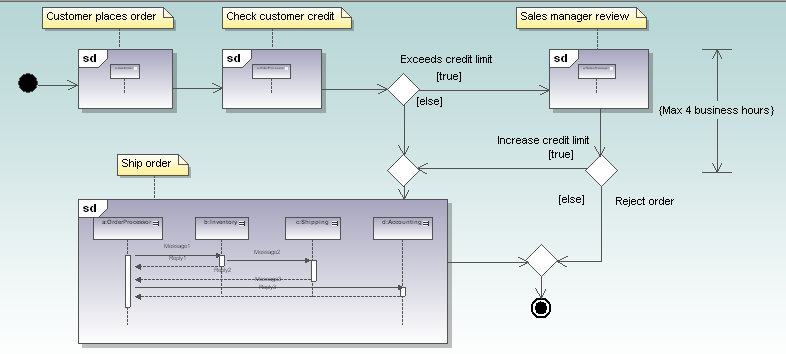 Customer places order
Check customer credit
Sales manager review
sd
sd
sd
Exceeds credit limit
[true]
[else]
{Max 4 business hours}
Increase credit limit
[true]
Ship order
[else]
Reject order
sd
a:OrderProcessor
b:Inventory
c:Shipping
d:Accounting
Message1
Message2
Reply1
Reply2
Message3
Reply3